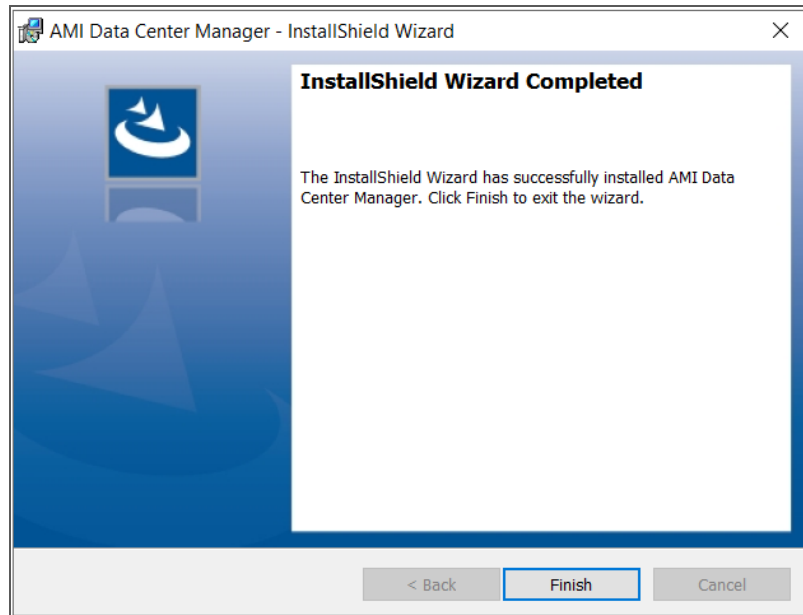 AMI Data Center Manager - InstallShield Wizard
InstallShield Wizard Completed
The InstallShield Wizard has successfully installed AMI Data
Center Manager. Click Finish to exit the wizard.
< Back
Finish
Cancel